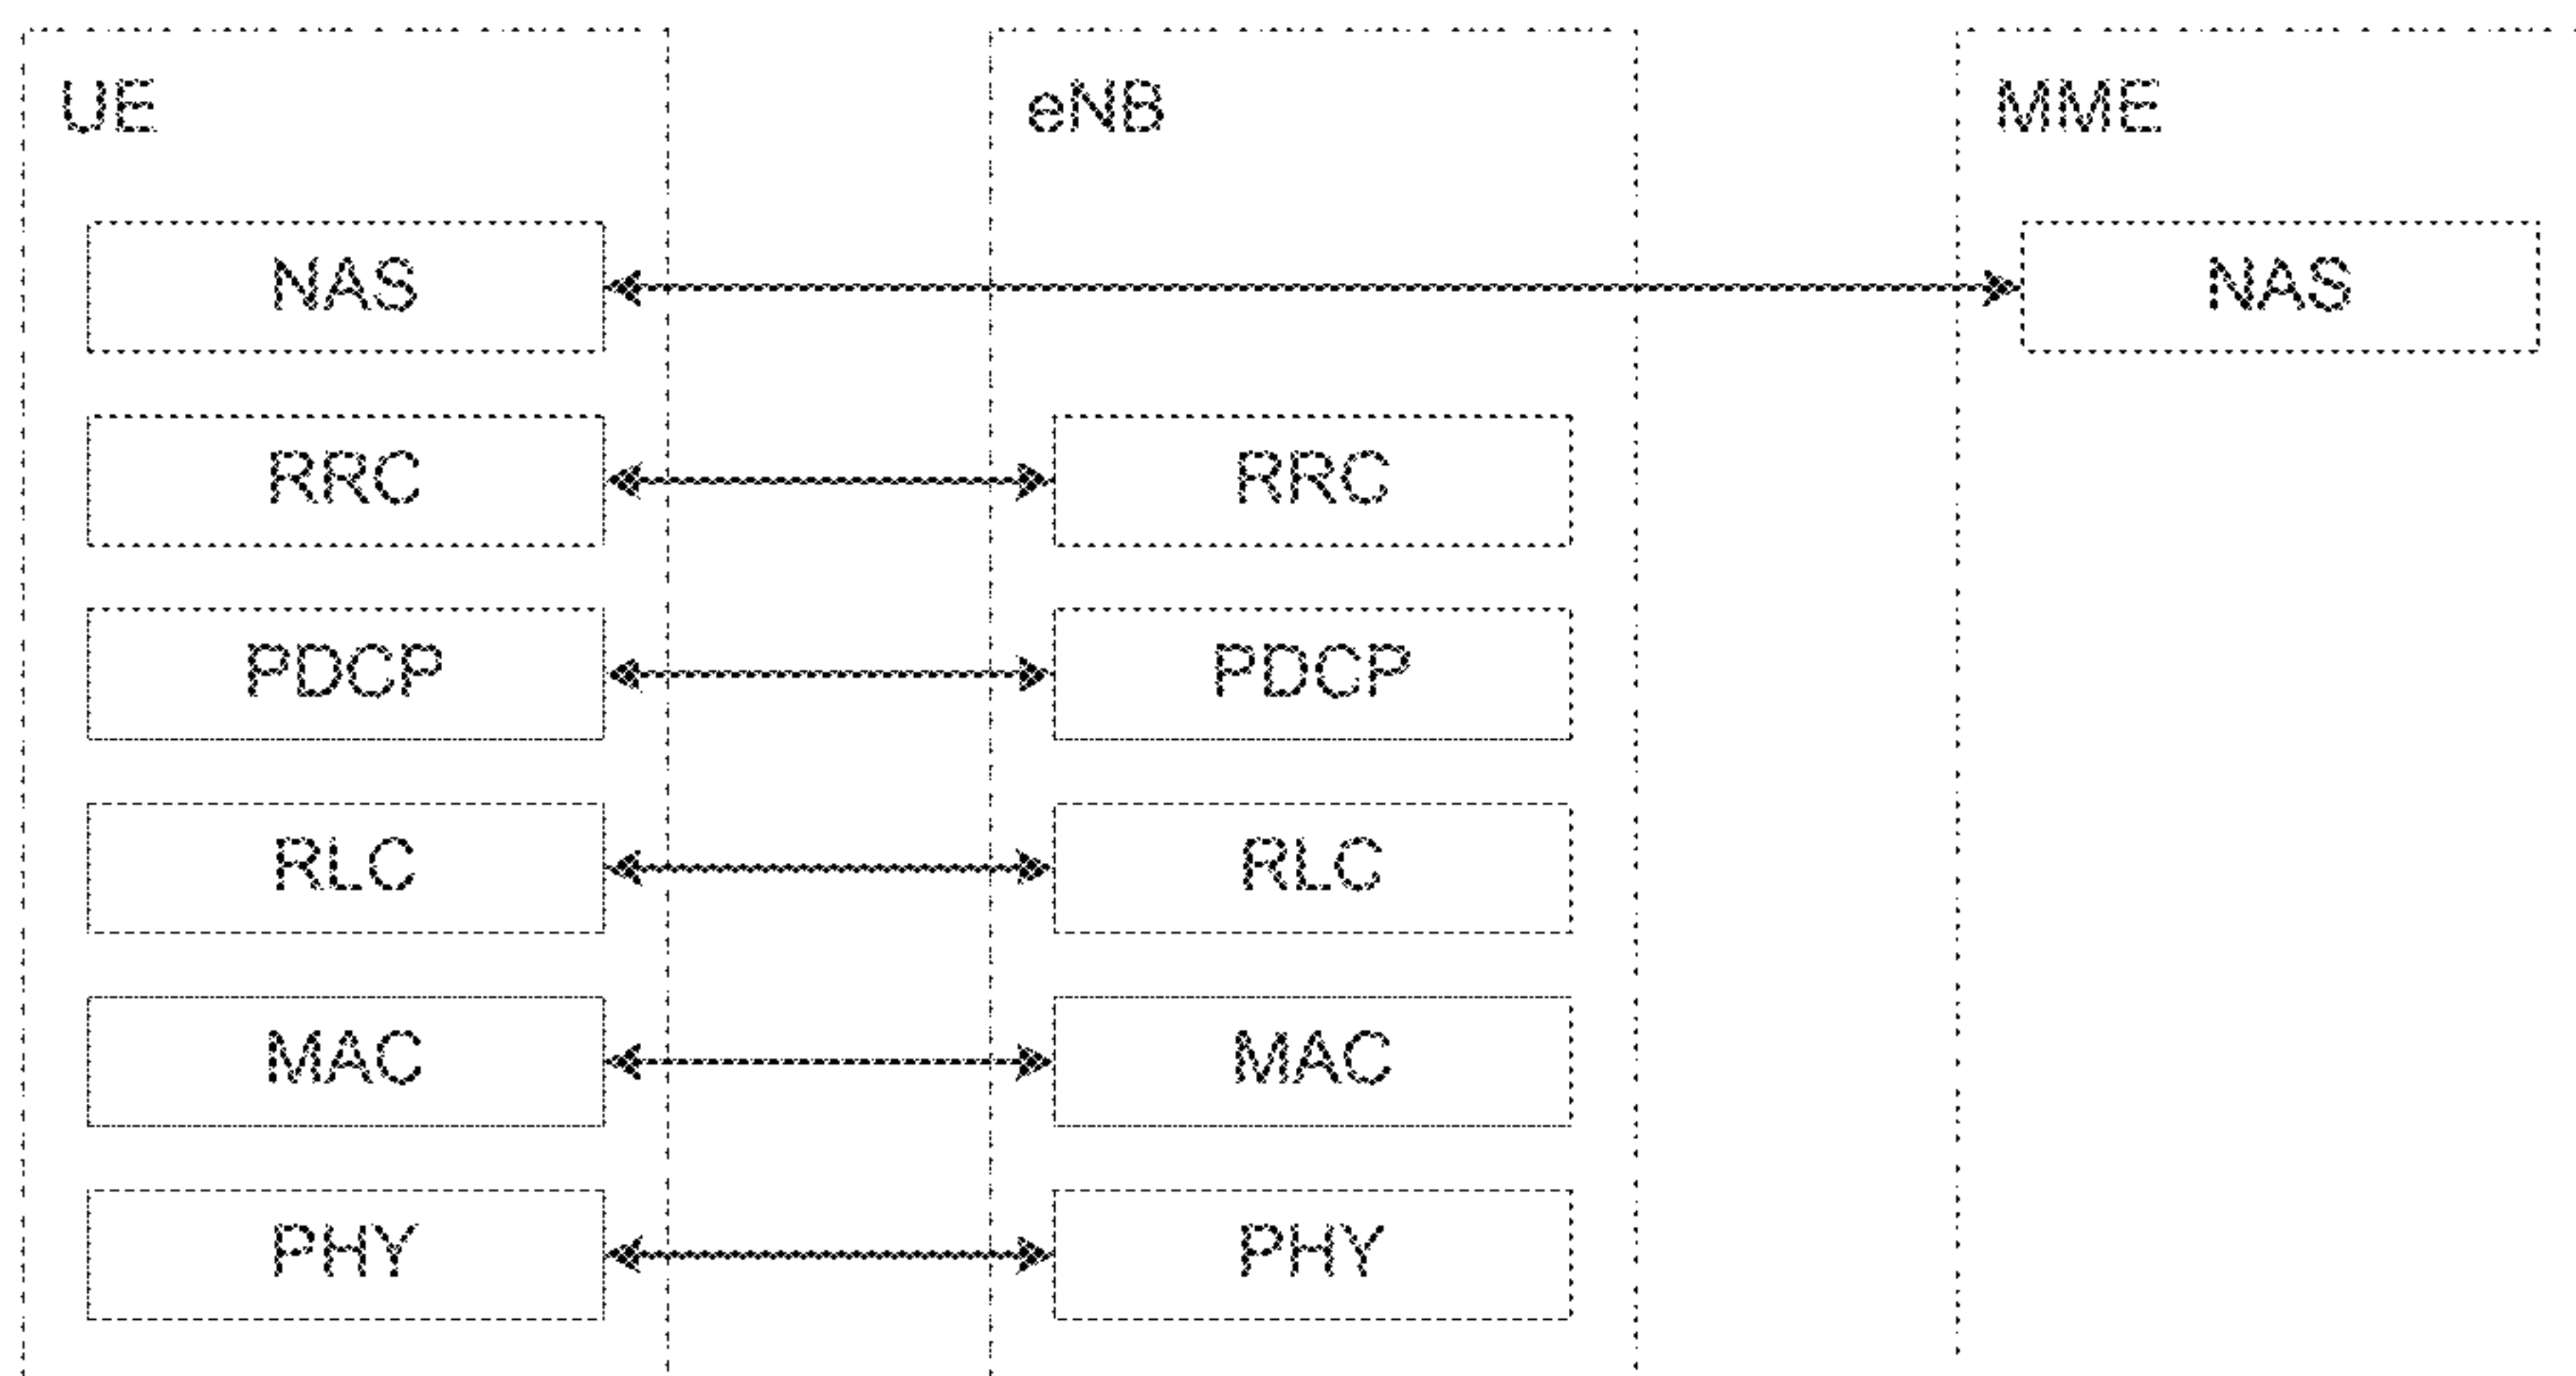 UE
eNB
MME
NAS
NAS
RRC
RRC
PDCP
PDCP
RLC
RLC
MAC
MAC
PHY
PHY